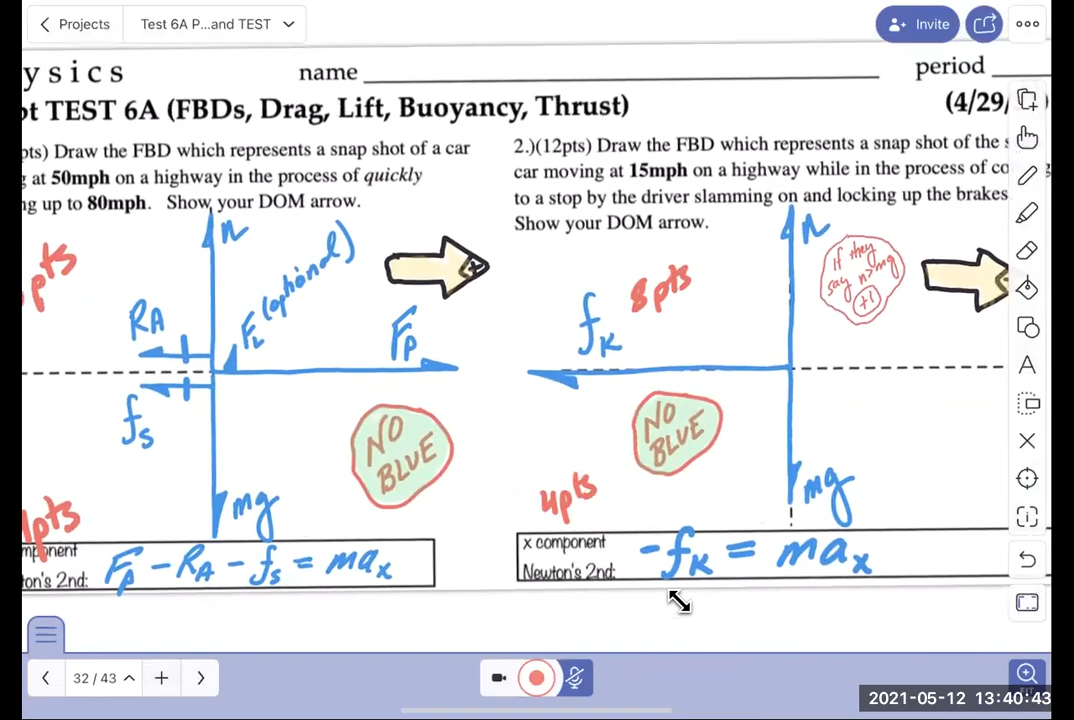 Projects
Test 6A P...and TEST
Invite
ysics
name
period
pt TEST 6A (FBDs, Drag, Lift, Buoyancy, Thrust)
(4/29/
pts) Draw the FBD which represents a snap shot of a car
g at 50mph on a highway in the process of quickly
ng up to 80mph. Show your DOM arrow.
2.)(12pts) Draw the FBD which represents a snap shot of the s
car moving at 15mph on a highway while in the process of co
to a stop by the driver slamming on and locking up the brakes
Show your DOM arrow.
pts
n
FL (optional)
+
RA
FP
fs
NO
BLUE
mg
pts
mponent
ton's 2nd:
FP - RA - fs = max
n
If they
say n>mg
+1
8pts
fK
NO
BLUE
4pts
mg
x component
Newton's 2nd:
-fK = max
A
32 / 43
FIT
2021-05-12 13:40:43